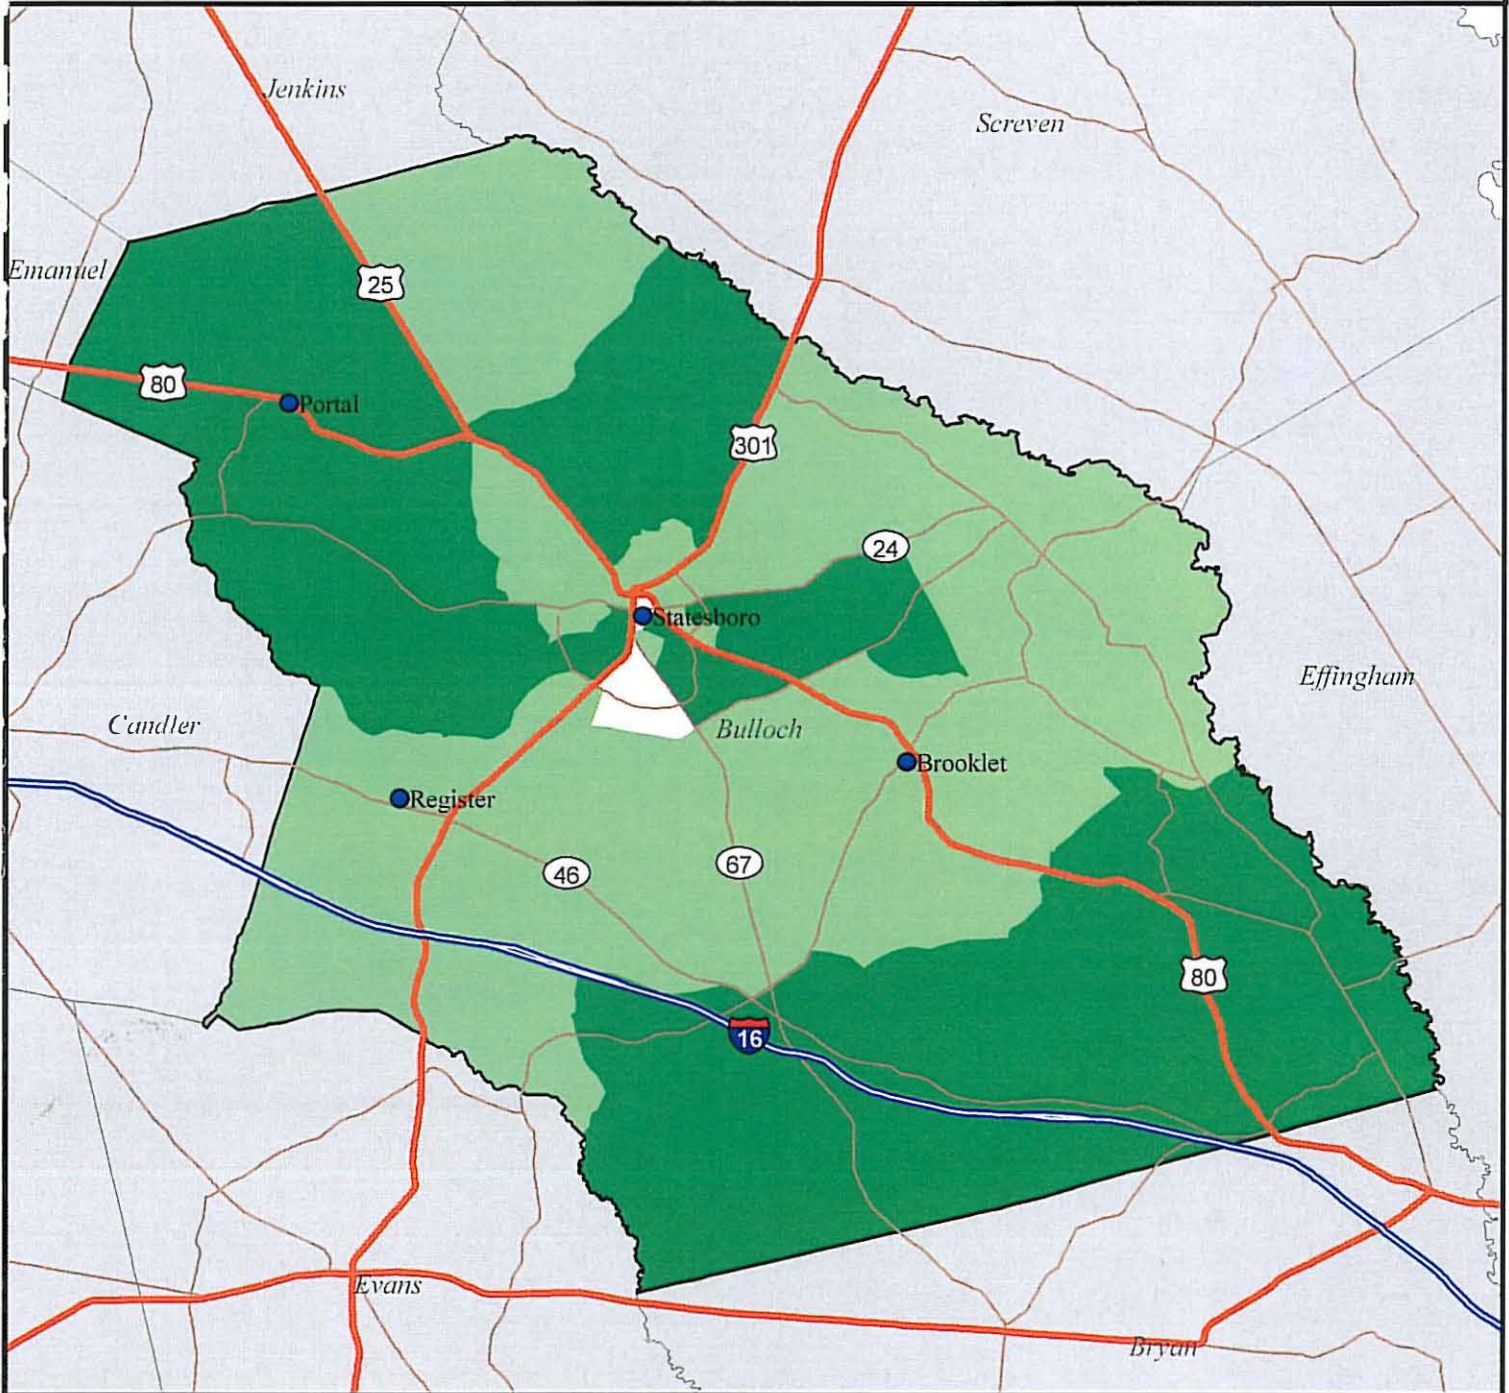 Jenkins
Screven
Emanuel
25
80
Portal
301
24
Statesboro
Effingham
Candler
Bulloch
Brooklet
Register
67
46
80
16
Evans
Bryan